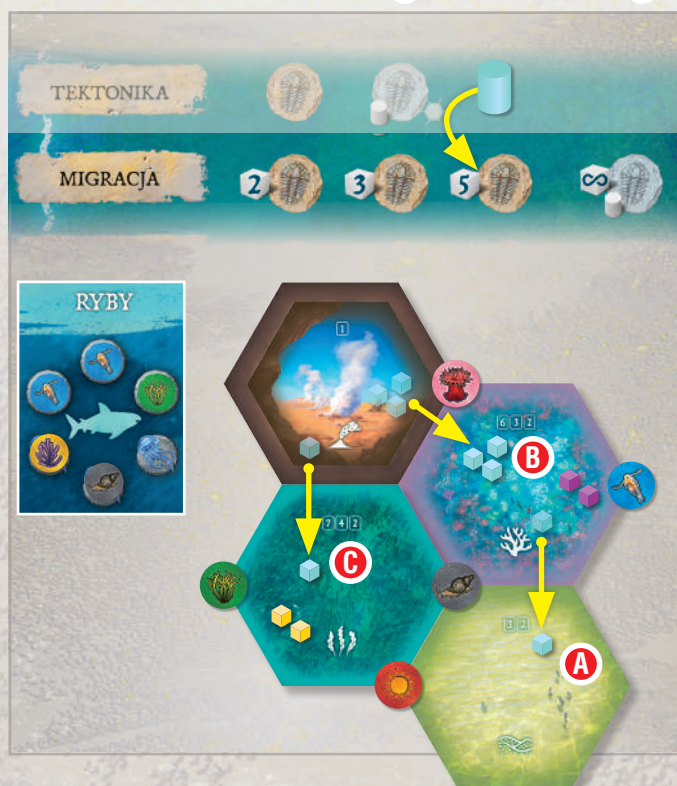 TEKTONIKA
MIGRACJA 2 3 5 ∞
RYBY
1
6 3 2
B
7 4 2
C
3 2
A